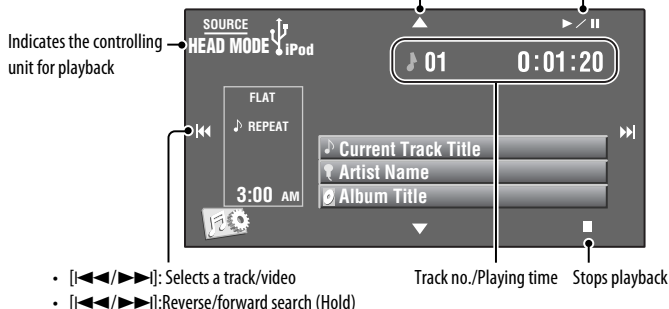 SOURCE
HEAD MODE iPod
Indicates the controlling
unit for playback
01 0:01:20
FLAT
REPEAT
3:00 AM
Current Track Title
Artist Name
Album Title
• [|◀◀/▶▶|]: Selects a track/video
• [|◀◀/▶▶|]:Reverse/forward search (Hold)
Track no./Playing time
Stops playback